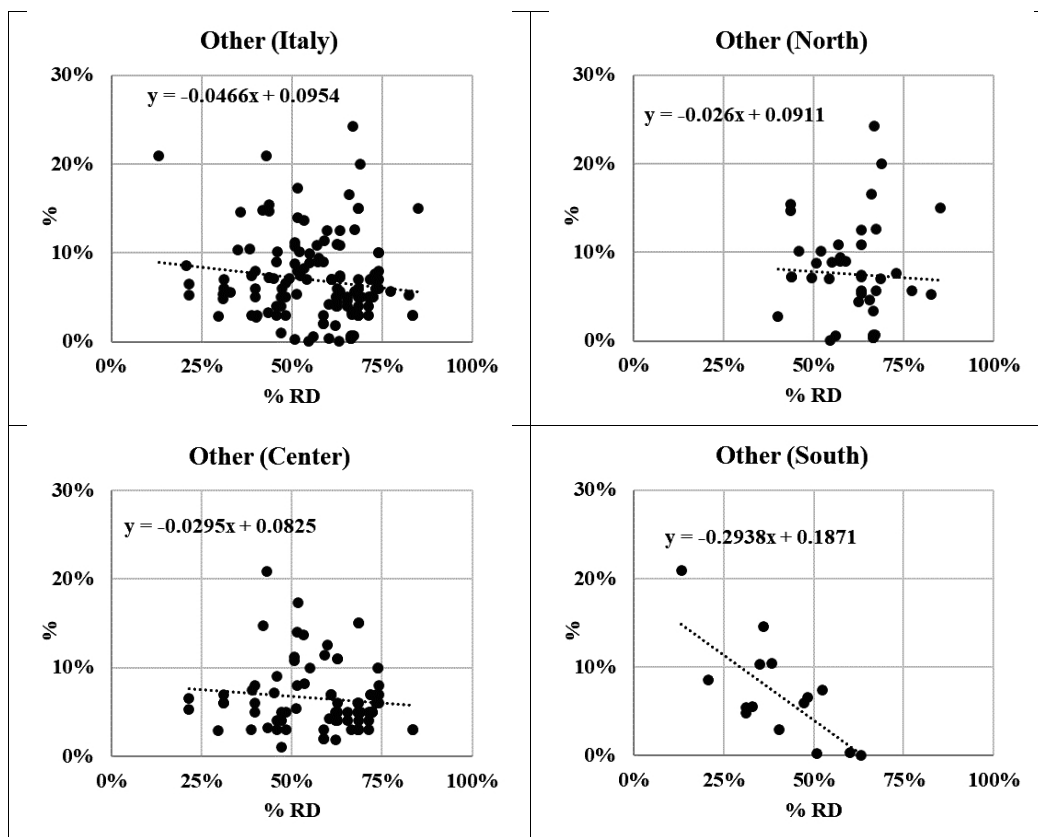 Other (Italy)
30%
20%
10%
0%
%
y = -0.0466x + 0.0954
0% 25% 50% 75% 100%
% RD
Other (North)
30%
20%
10%
0%
%
y = -0.026x + 0.0911
0% 25% 50% 75% 100%
% RD
Other (Center)
30%
20%
10%
0%
%
y = -0.0295x + 0.0825
0% 25% 50% 75% 100%
% RD
Other (South)
30%
20%
10%
0%
%
y = -0.2938x + 0.1871
0% 25% 50% 75% 100%
% RD